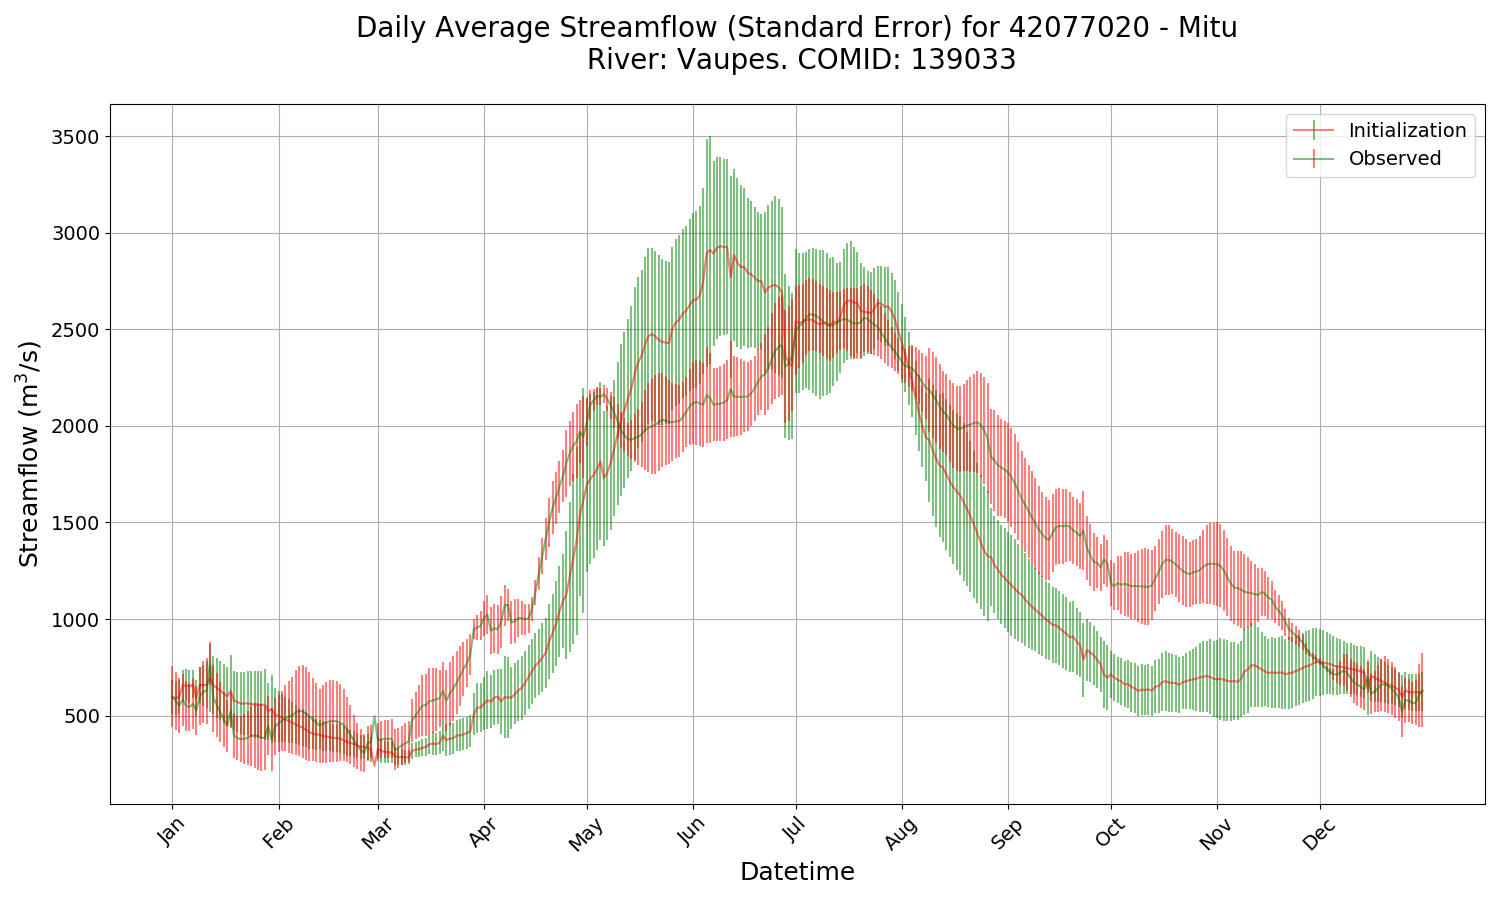 Daily Average Streamflow (Standard Error) for 42077020 - Mitu
River: Vaupes. COMID: 139033
Initialization
Observed
3500
3000
2500
2000
1500
1000
500
Streamflow (m³/s)
Jan
Feb
Mar
Apr
May
Jun
Jul
Aug
Sep
Oct
Nov
Dec
Datetime